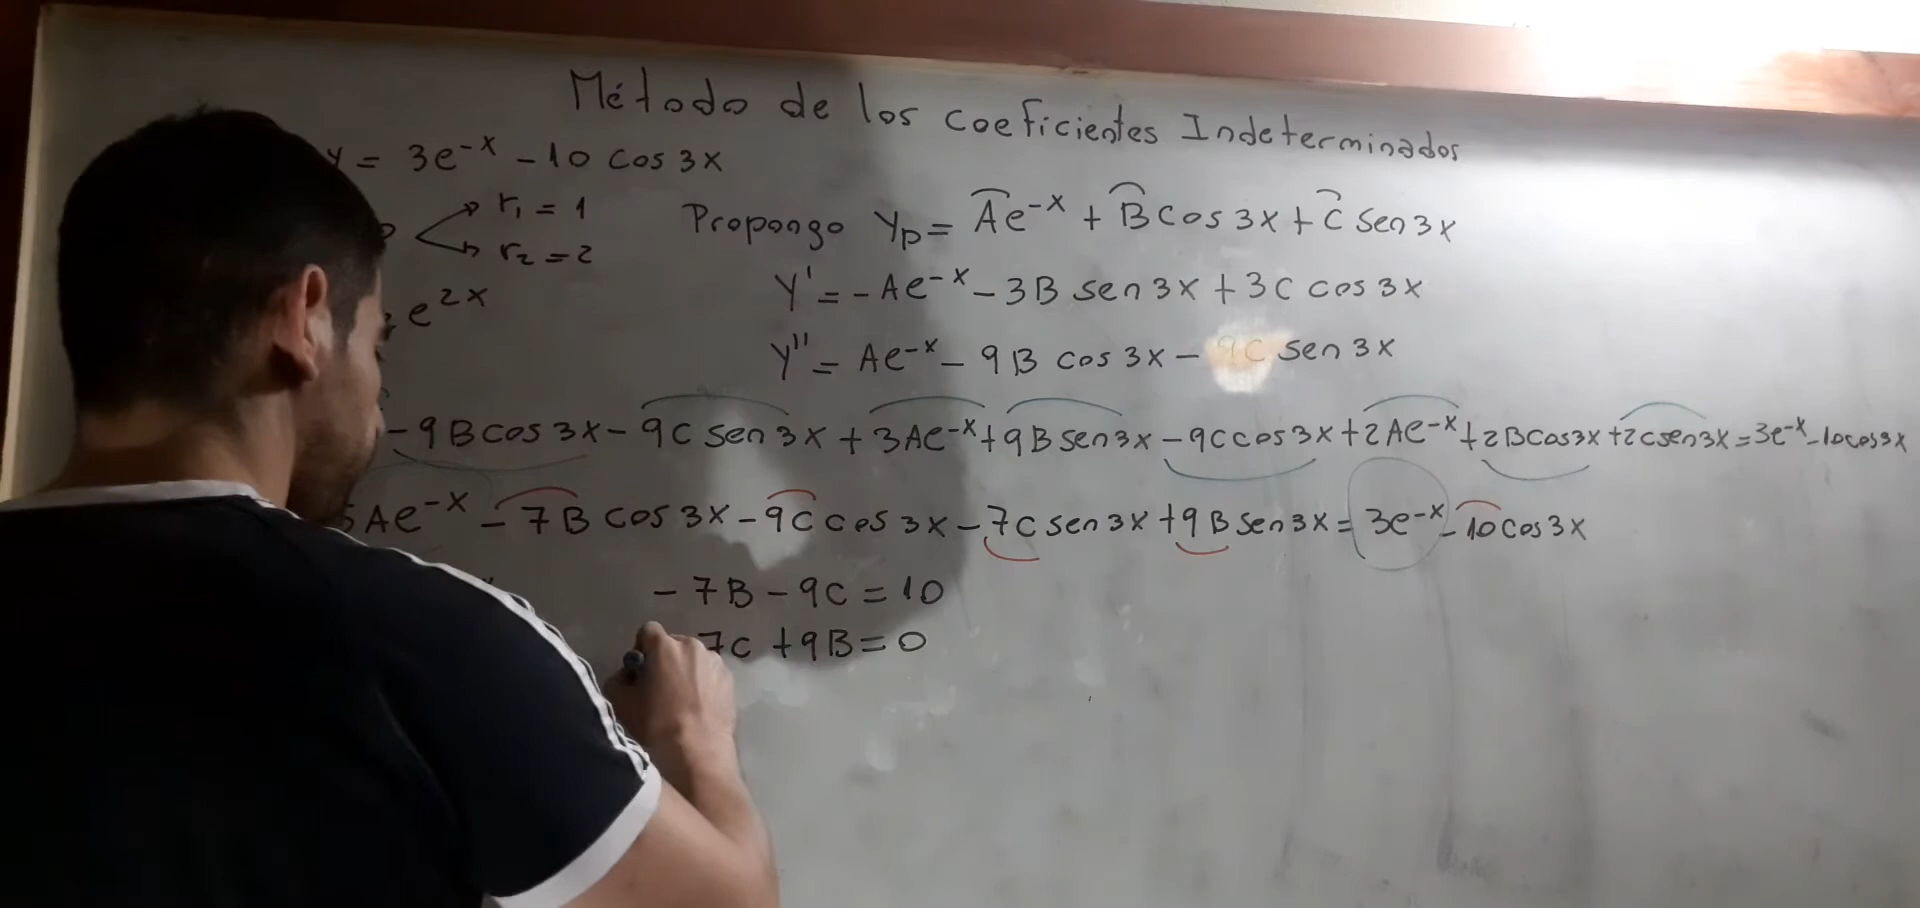 Método de los coeficientes Indeterminados
y = 3e^-x - 10 cos 3x
r₁ = 1
r₂ = 2
e^2x
Propongo Yp = Ae^-x + B cos 3x + C sen 3x
Y' = - Ae^-x - 3B sen 3x + 3C cos 3x
Y'' = Ae^-x - 9B cos 3x - 9C sen 3x
- 9B cos 3x - 9C sen 3x + 3Ae^-x + 9B sen 3x - 9C cos 3x + 2Ae^-x + 2B cos 3x + 2C sen 3x = 3e^-x - 10 cos 3x
Ae^-x - 7B cos 3x - 9C cos 3x - 7C sen 3x + 9B sen 3x = 3e^-x - 10 cos 3x
- 7B - 9C = 10
7C + 9B = 0